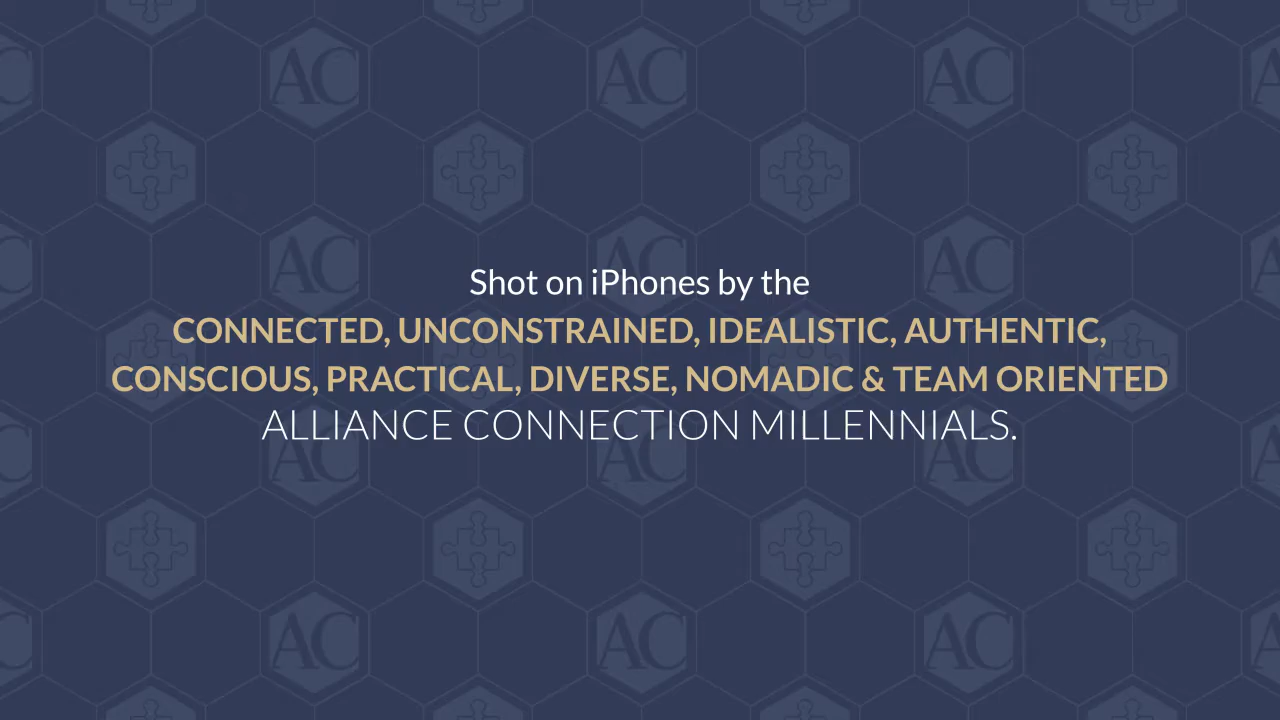 Shot on iPhones by the
CONNECTED, UNCONSTRAINED, IDEALISTIC, AUTHENTIC,
CONSCIOUS, PRACTICAL, DIVERSE, NOMADIC & TEAM ORIENTED
ALLIANCE CONNECTION MILLENNIALS.